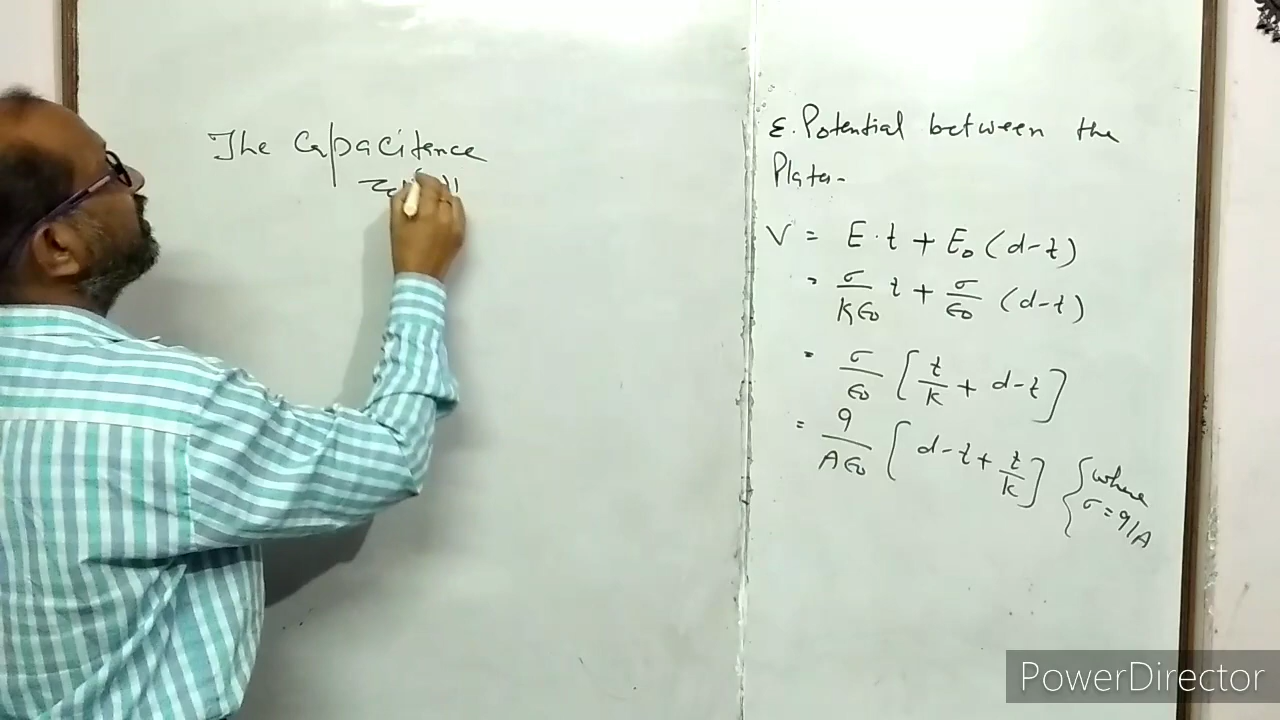 The Capacitence
E. Potential between the
Plates-
V = E·t + E₀ (d-t)
= σ/Kε₀ t + σ/ε₀ (d-t)
= σ/ε₀ [t/k + d-t]
= q/Aε₀ [d-t+t/k] {where
σ = q/A
PowerDirector